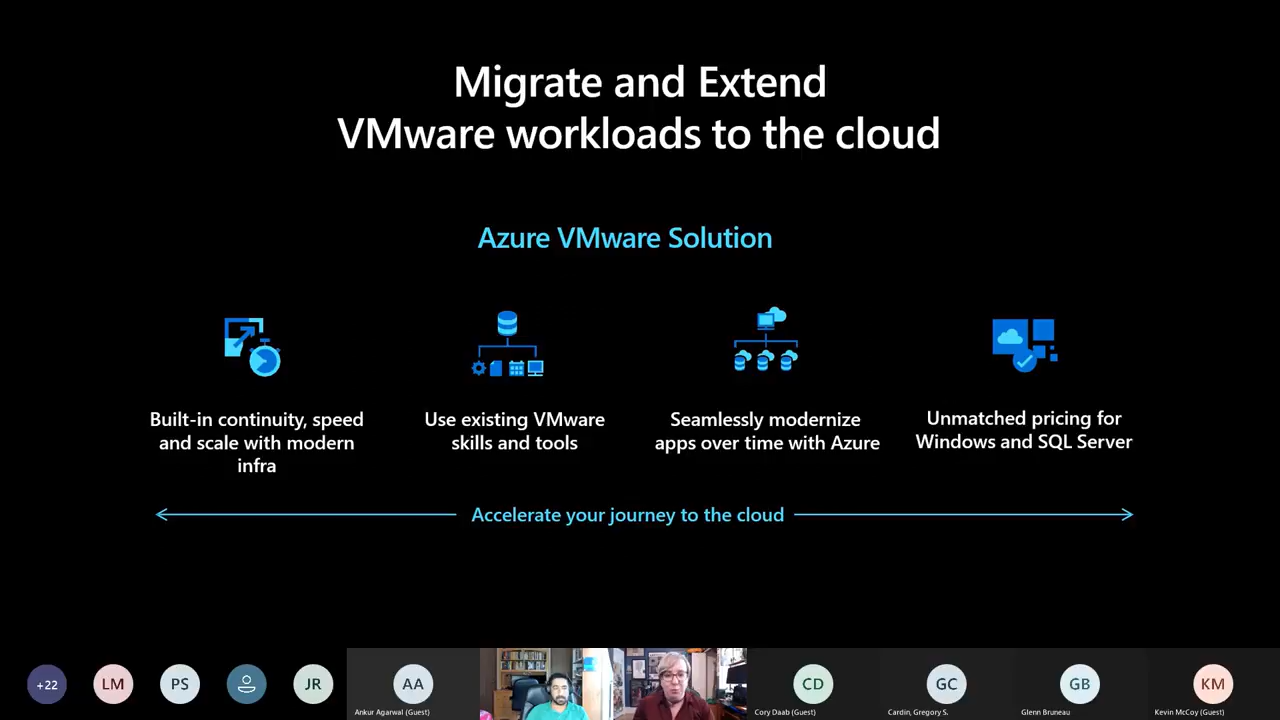 Migrate and Extend
VMware workloads to the cloud
Azure VMware Solution
Built-in continuity, speed
and scale with modern
infra
Use existing VMware
skills and tools
Seamlessly modernize
apps over time with Azure
Unmatched pricing for
Windows and SQL Server
Accelerate your journey to the cloud
+22
LM
PS
JR
AA
Ankur Agarwal (Guest)
CD
Cory Daab (Guest)
GC
Cardin, Gregory S.
GB
Glenn Bruneau
KM
Kevin McCoy (Guest)